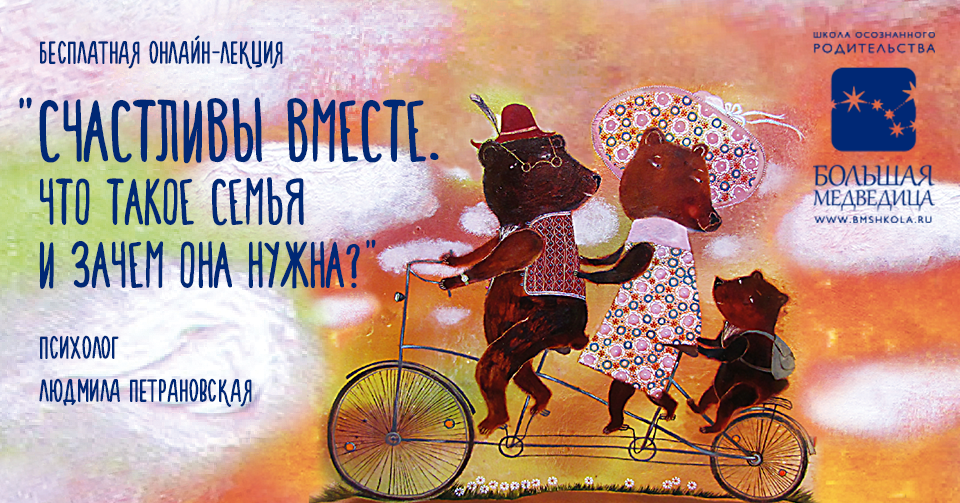 БЕСПЛАТНАЯ ОНЛАЙН-ЛЕКЦИЯ
"СЧАСТЛИВЫ ВМЕСТЕ.
ЧТО ТАКОЕ СЕМЬЯ
И ЗАЧЕМ ОНА НУЖНА?"
ПСИХОЛОГ
ЛЮДМИЛА ПЕТРАНОВСКАЯ
ШКОЛА ОСОЗНАННОГО
РОДИТЕЛЬСТВА
БОЛЬШАЯ
МЕДВЕДИЦА
WWW.BMSHKOLA.RU